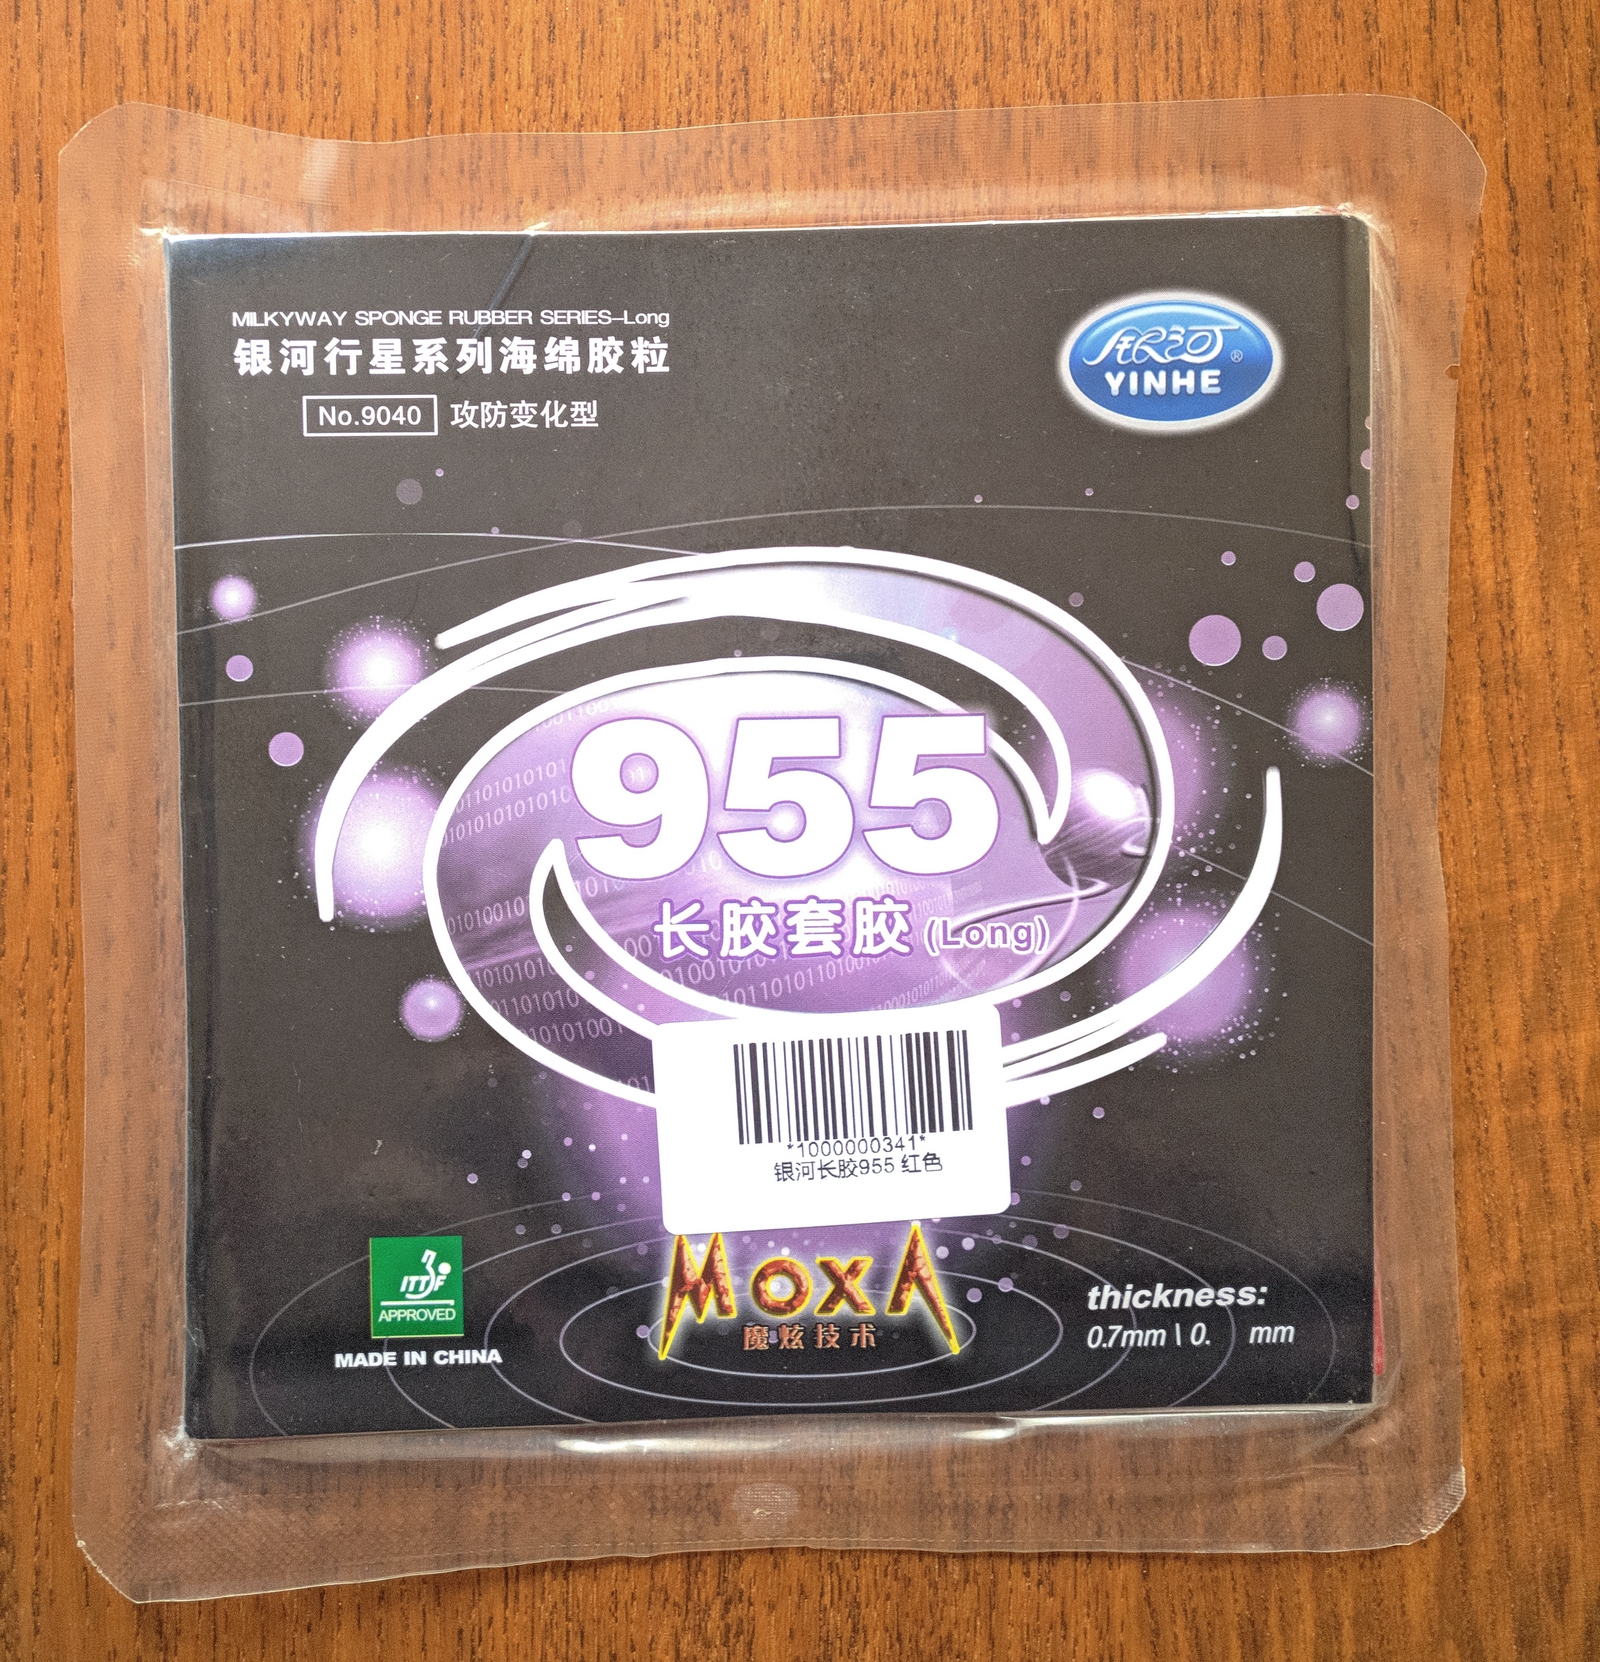 MILKYWAY SPONGE RUBBER SERIES—Long
银河行星系列海绵胶粒
No.9040 攻防变化型
银河®
YINHE
955
长胶套胶 (Long)
*1000000341*
银河长胶955 红色
MOXA
魔炫技术
ITTF
APPROVED
MADE IN CHINA
thickness:
0.7mm \ 0. mm